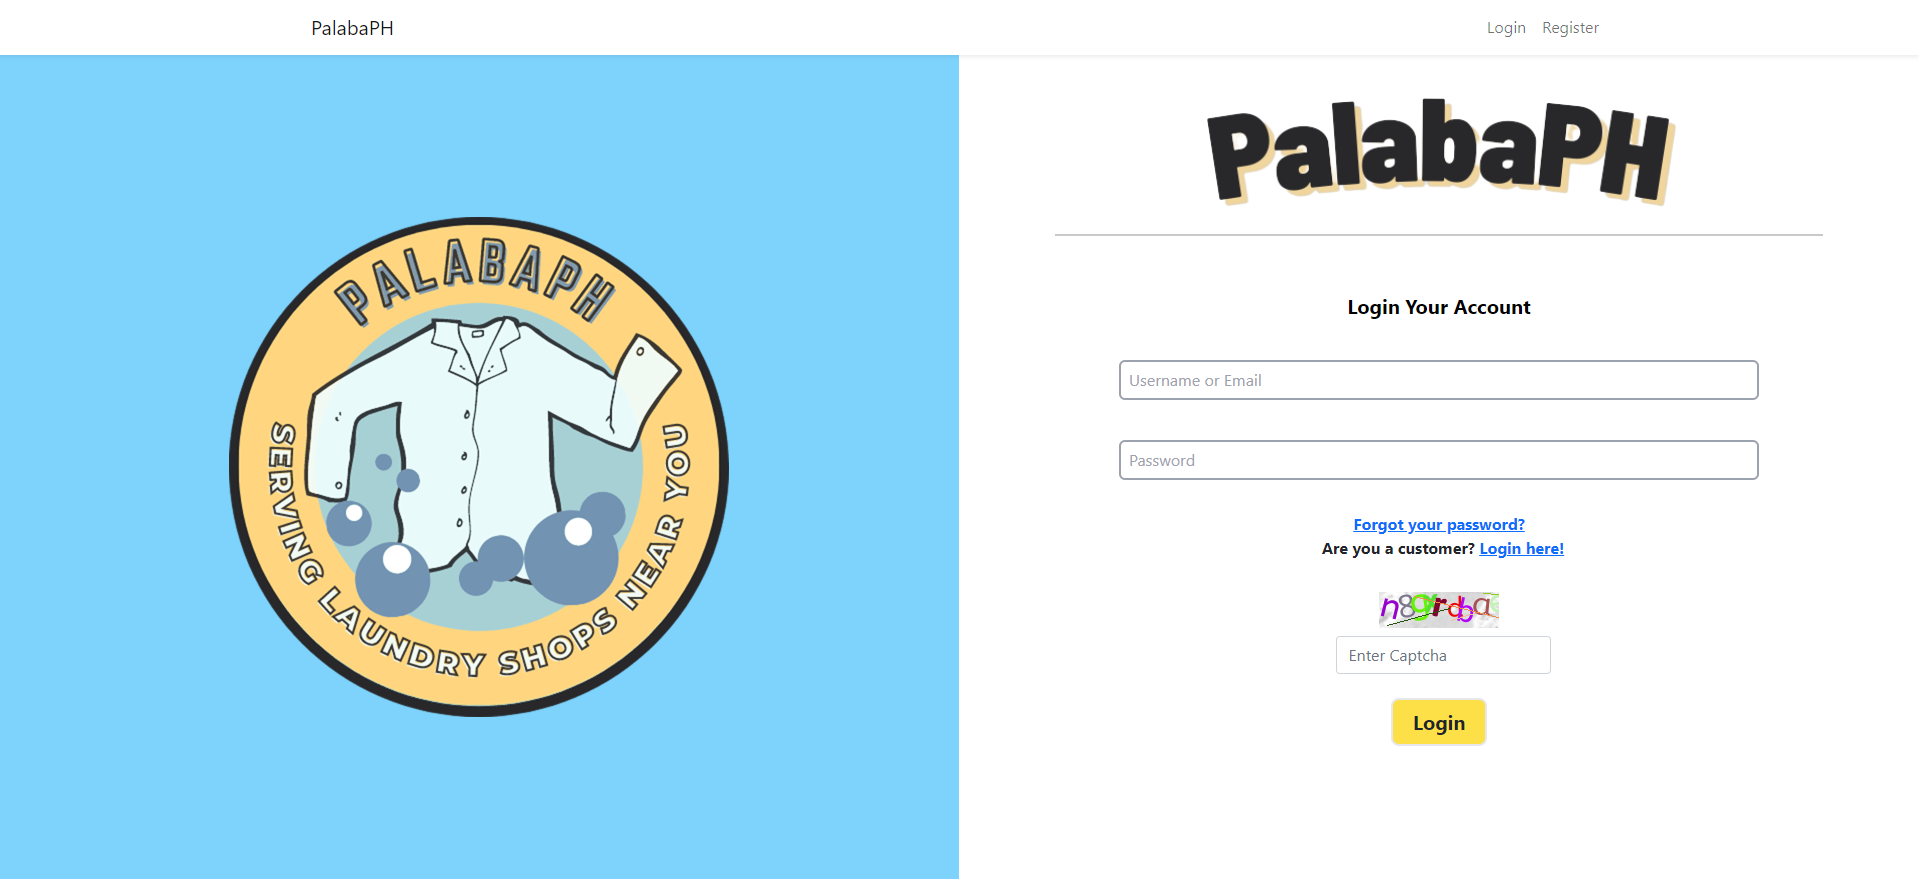 PalabaPH
Login Register
PALABAPH
SERVING LAUNDRY SHOPS NEAR YOU
PalabaPH
Login Your Account
Username or Email
Password
Forgot your password?
Are you a customer? Login here!
Enter Captcha
Login